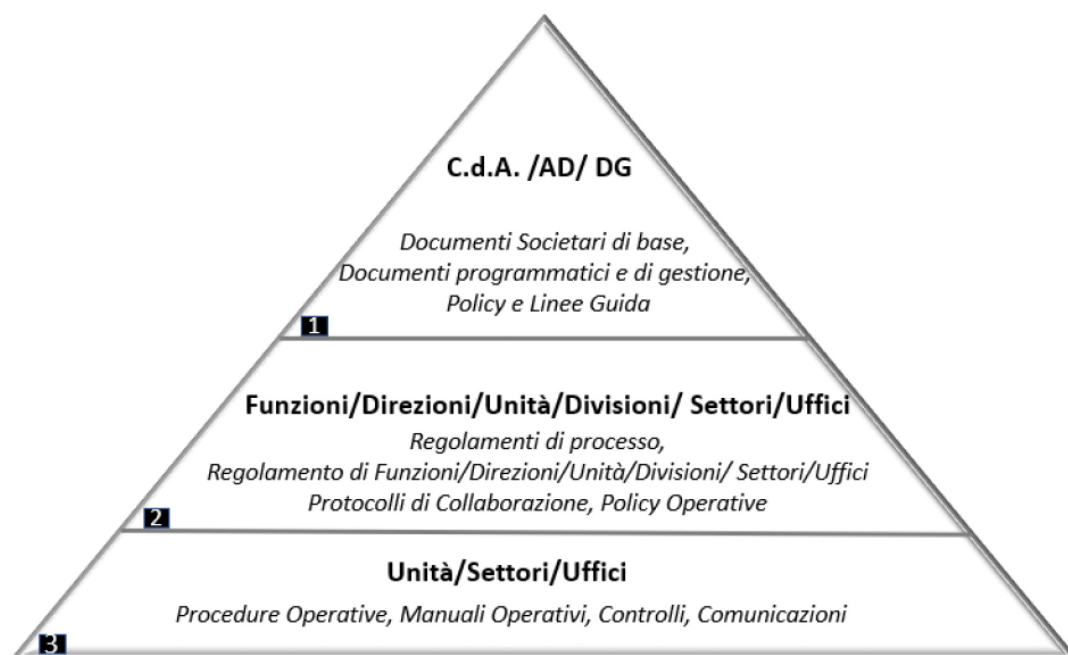 C.d.A. /AD/ DG
Documenti Societari di base,
Documenti programmatici e di gestione,
Policy e Linee Guida
1
Funzioni/Direzioni/Unità/Divisioni/ Settori/Uffici
Regolamenti di processo,
Regolamento di Funzioni/Direzioni/Unità/Divisioni/ Settori/Uffici
Protocolli di Collaborazione, Policy Operative
2
Unità/Settori/Uffici
Procedure Operative, Manuali Operativi, Controlli, Comunicazioni
3